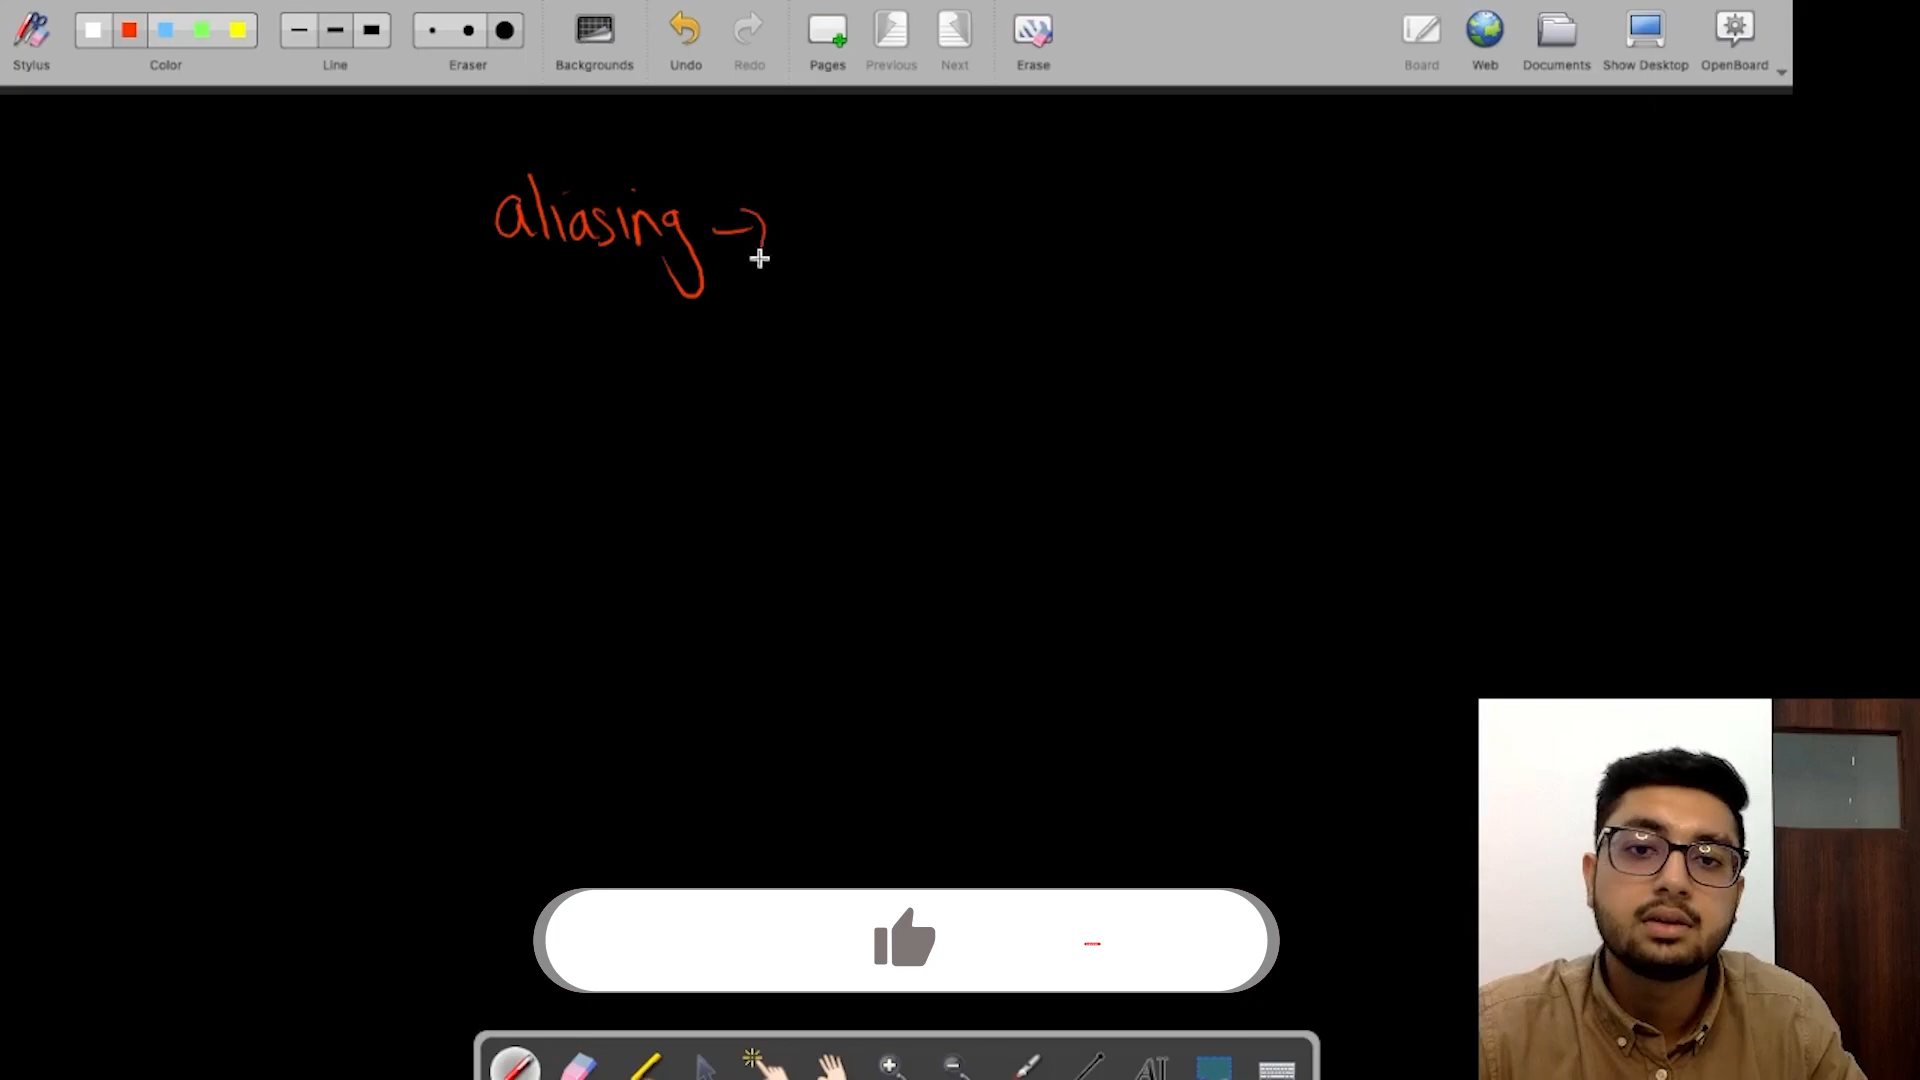 Stylus Color Line Eraser Backgrounds Undo Redo Pages Previous Next Erase Board Web Documents Show Desktop OpenBoard
aliasing →